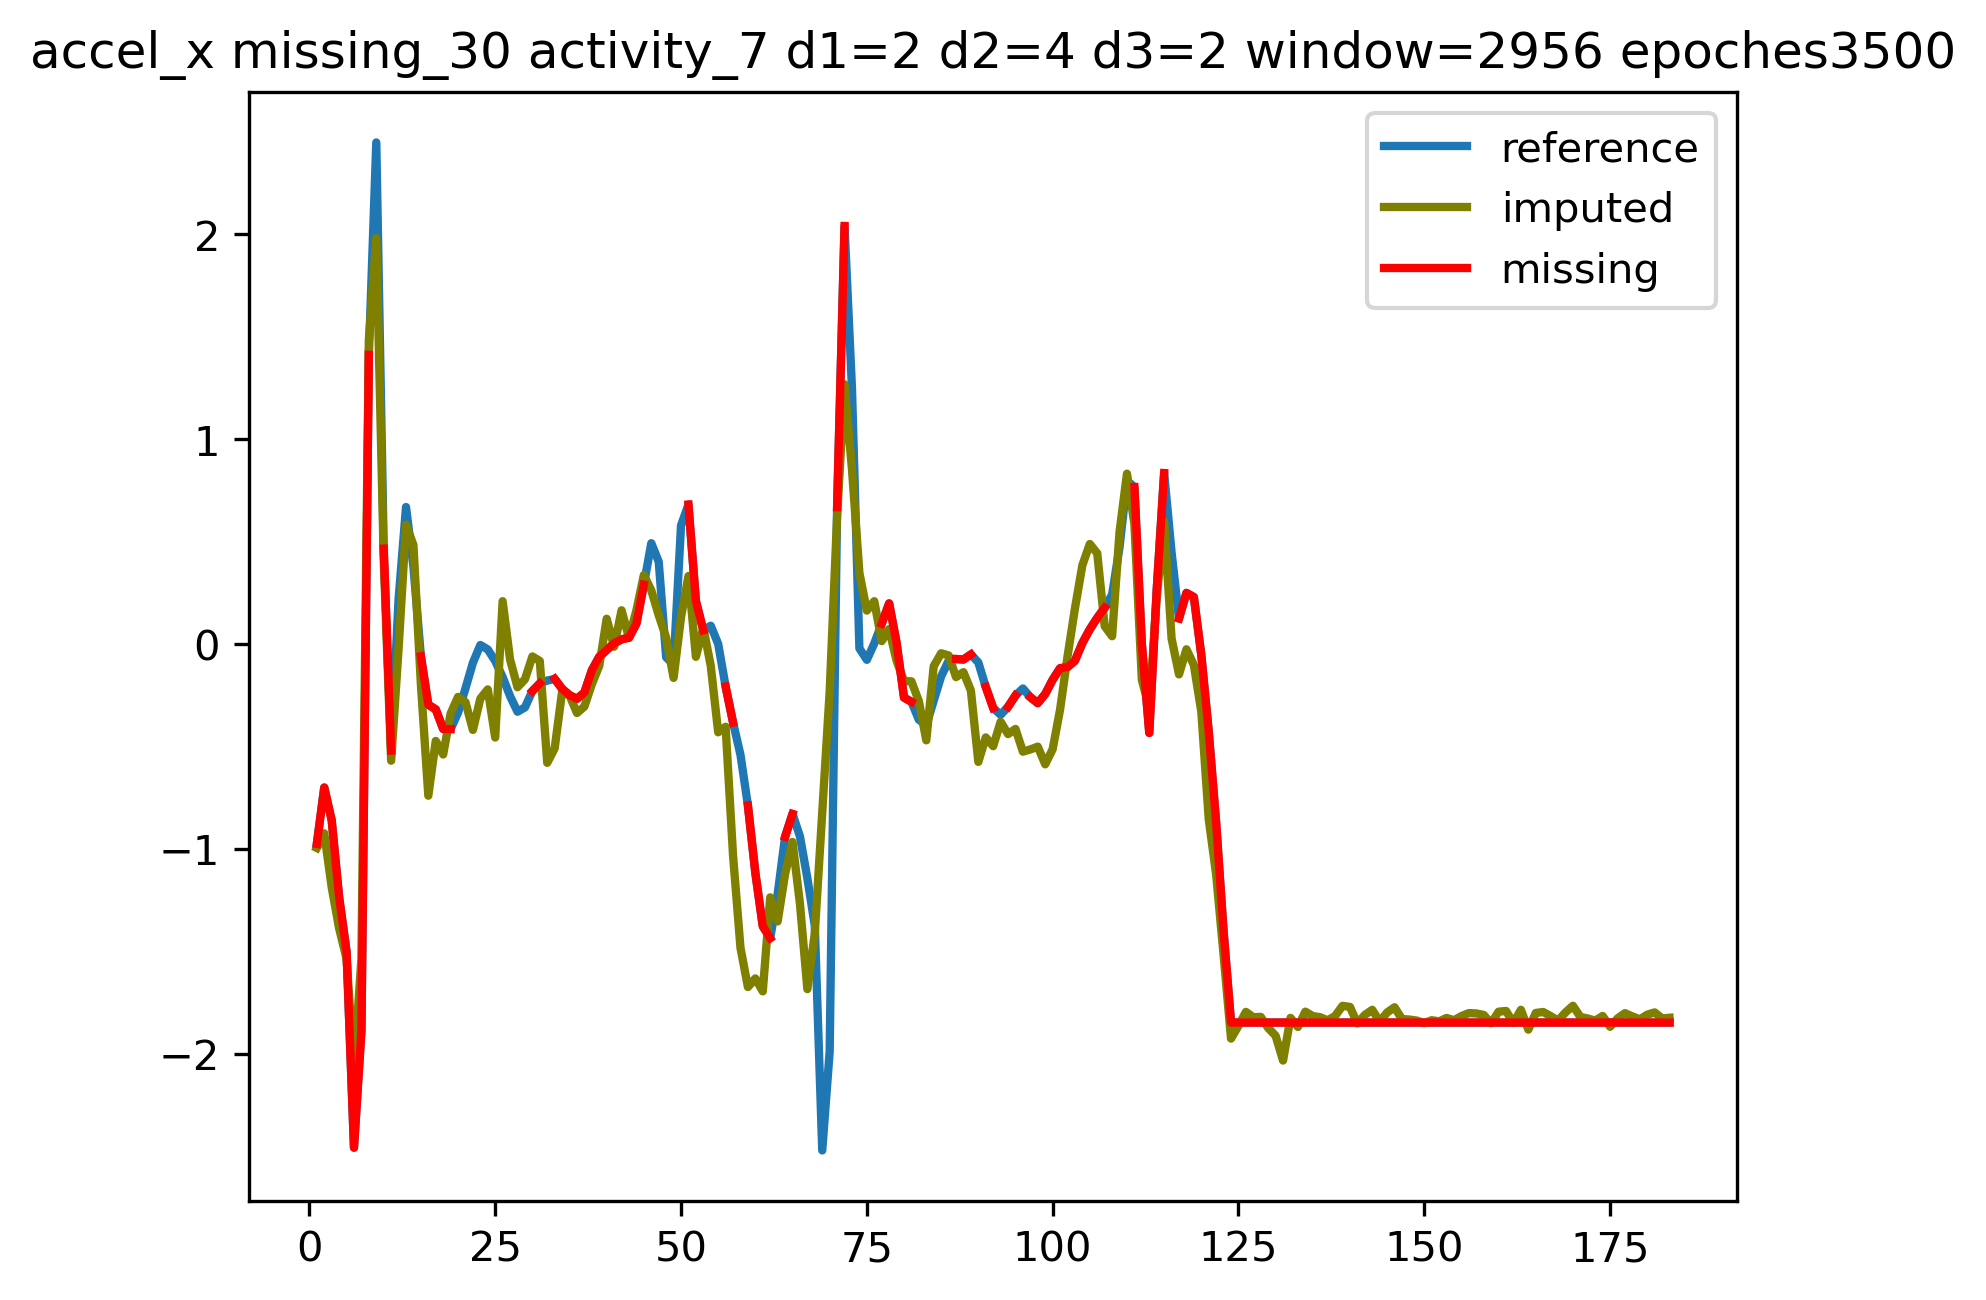 accel_x missing_30 activity_7 d1=2 d2=4 d3=2 window=2956 epoches3500
reference
imputed
missing
2
1
0
−1
−2
0 25 50 75 100 125 150 175